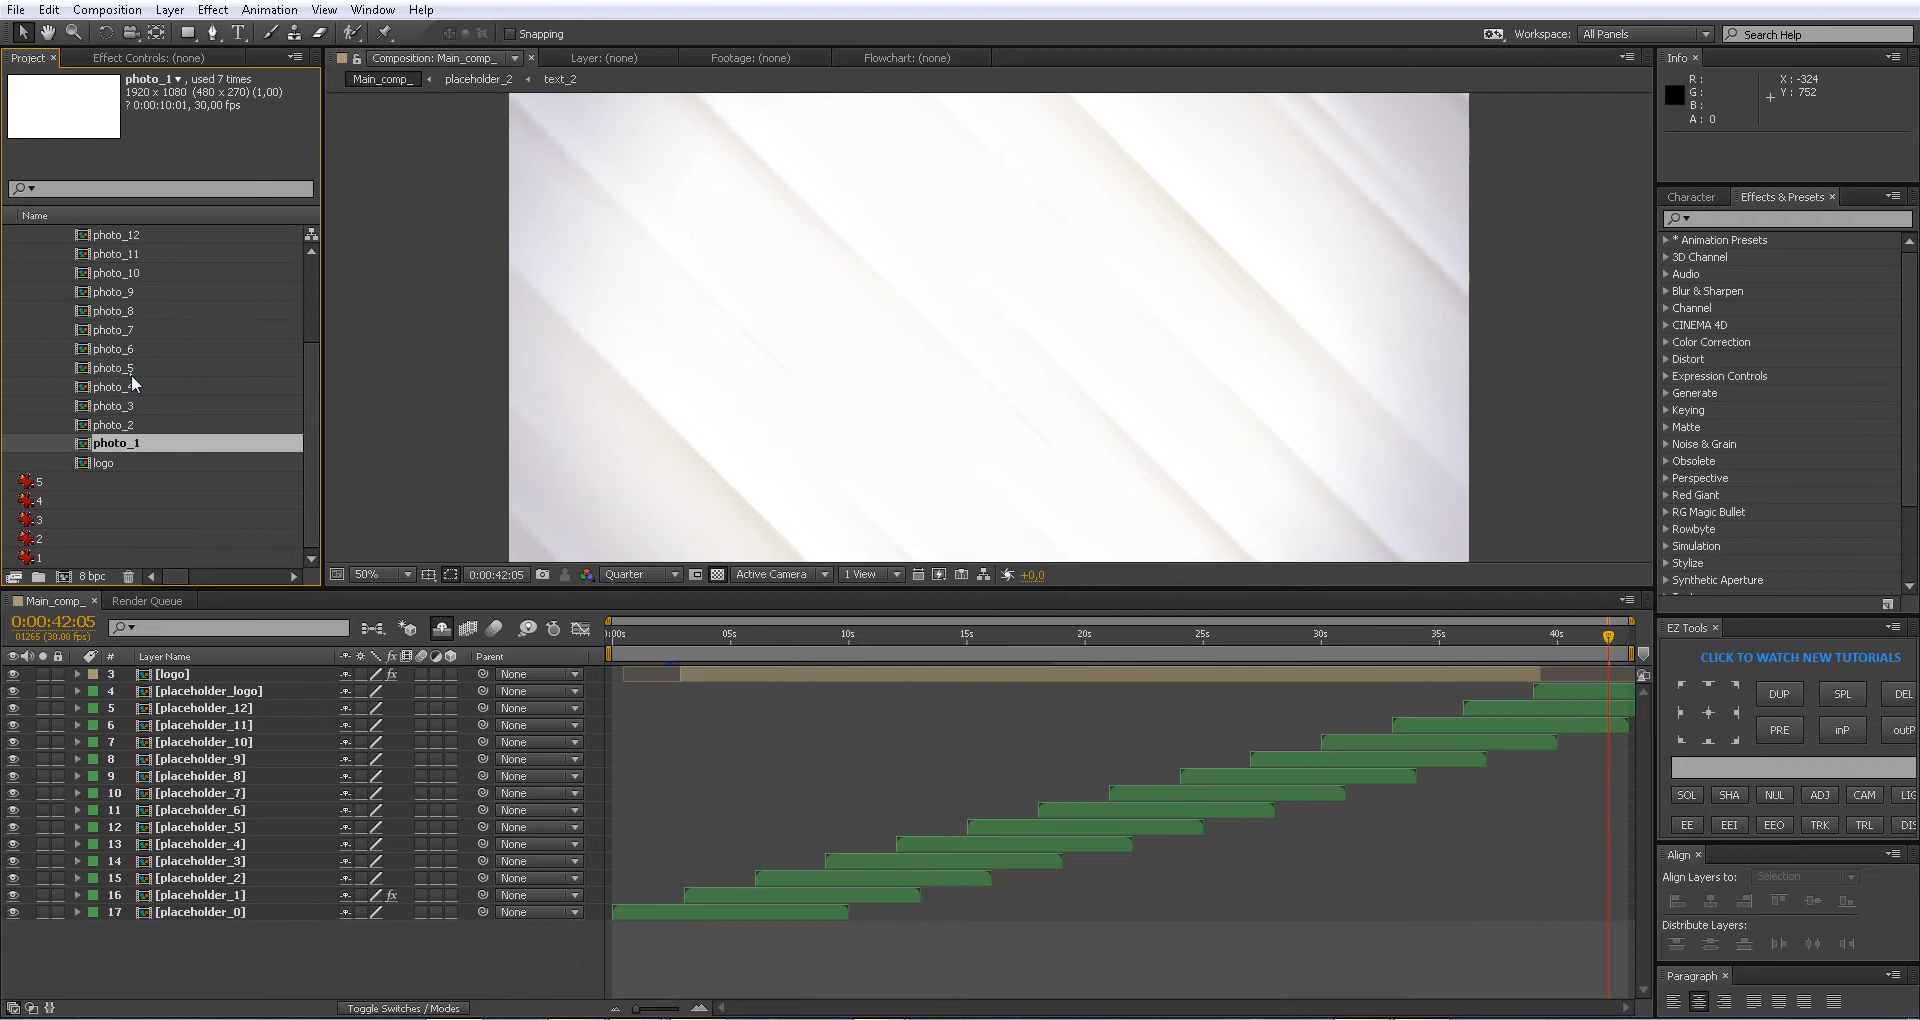 File Edit Composition Layer Effect Animation View Window Help
Snapping
Workspace: All Panels
Search Help
Project × Effect Controls: (none)
Composition: Main_comp_ × Layer: (none) Footage: (none) Flowchart: (none)
Main_comp_ placeholder_2 text_2
photo_1 , used 7 times
1920 x 1080 (480 x 270) (1,00)
? 0:00:10:01, 30,00 fps
Name
photo_12
photo_11
photo_10
photo_9
photo_8
photo_7
photo_6
photo_5
photo_4
photo_3
photo_2
photo_1
logo
5
4
3
2
1
8 bpc
50% 0:00:42:05 Quarter Active Camera 1 View +0,0
Info ×
R : X : -324
G : Y : 752
B :
A : 0
Character Effects & Presets ×
* Animation Presets
3D Channel
Audio
Blur & Sharpen
Channel
CINEMA 4D
Color Correction
Distort
Expression Controls
Generate
Keying
Matte
Noise & Grain
Obsolete
Perspective
Red Giant
RG Magic Bullet
Rowbyte
Simulation
Stylize
Synthetic Aperture
EZ Tools ×
CLICK TO WATCH NEW TUTORIALS
DUP SPL DEL
PRE inP outP
SOL SHA NUL ADJ CAM LIG
EE EEI EEO TRK TRL DIS
Align ×
Align Layers to: Selection
Distribute Layers:
Paragraph ×
Main_comp_ × Render Queue
0:00:42:05
01265 (30.00 fps)
):00s 05s 10s 15s 20s 25s 30s 35s 40s
# Layer Name fx Parent
3 [logo] fx None
4 [placeholder_logo] None
5 [placeholder_12] None
6 [placeholder_11] None
7 [placeholder_10] None
8 [placeholder_9] None
9 [placeholder_8] None
10 [placeholder_7] None
11 [placeholder_6] None
12 [placeholder_5] None
13 [placeholder_4] None
14 [placeholder_3] None
15 [placeholder_2] None
16 [placeholder_1] fx None
17 [placeholder_0] None
Toggle Switches / Modes